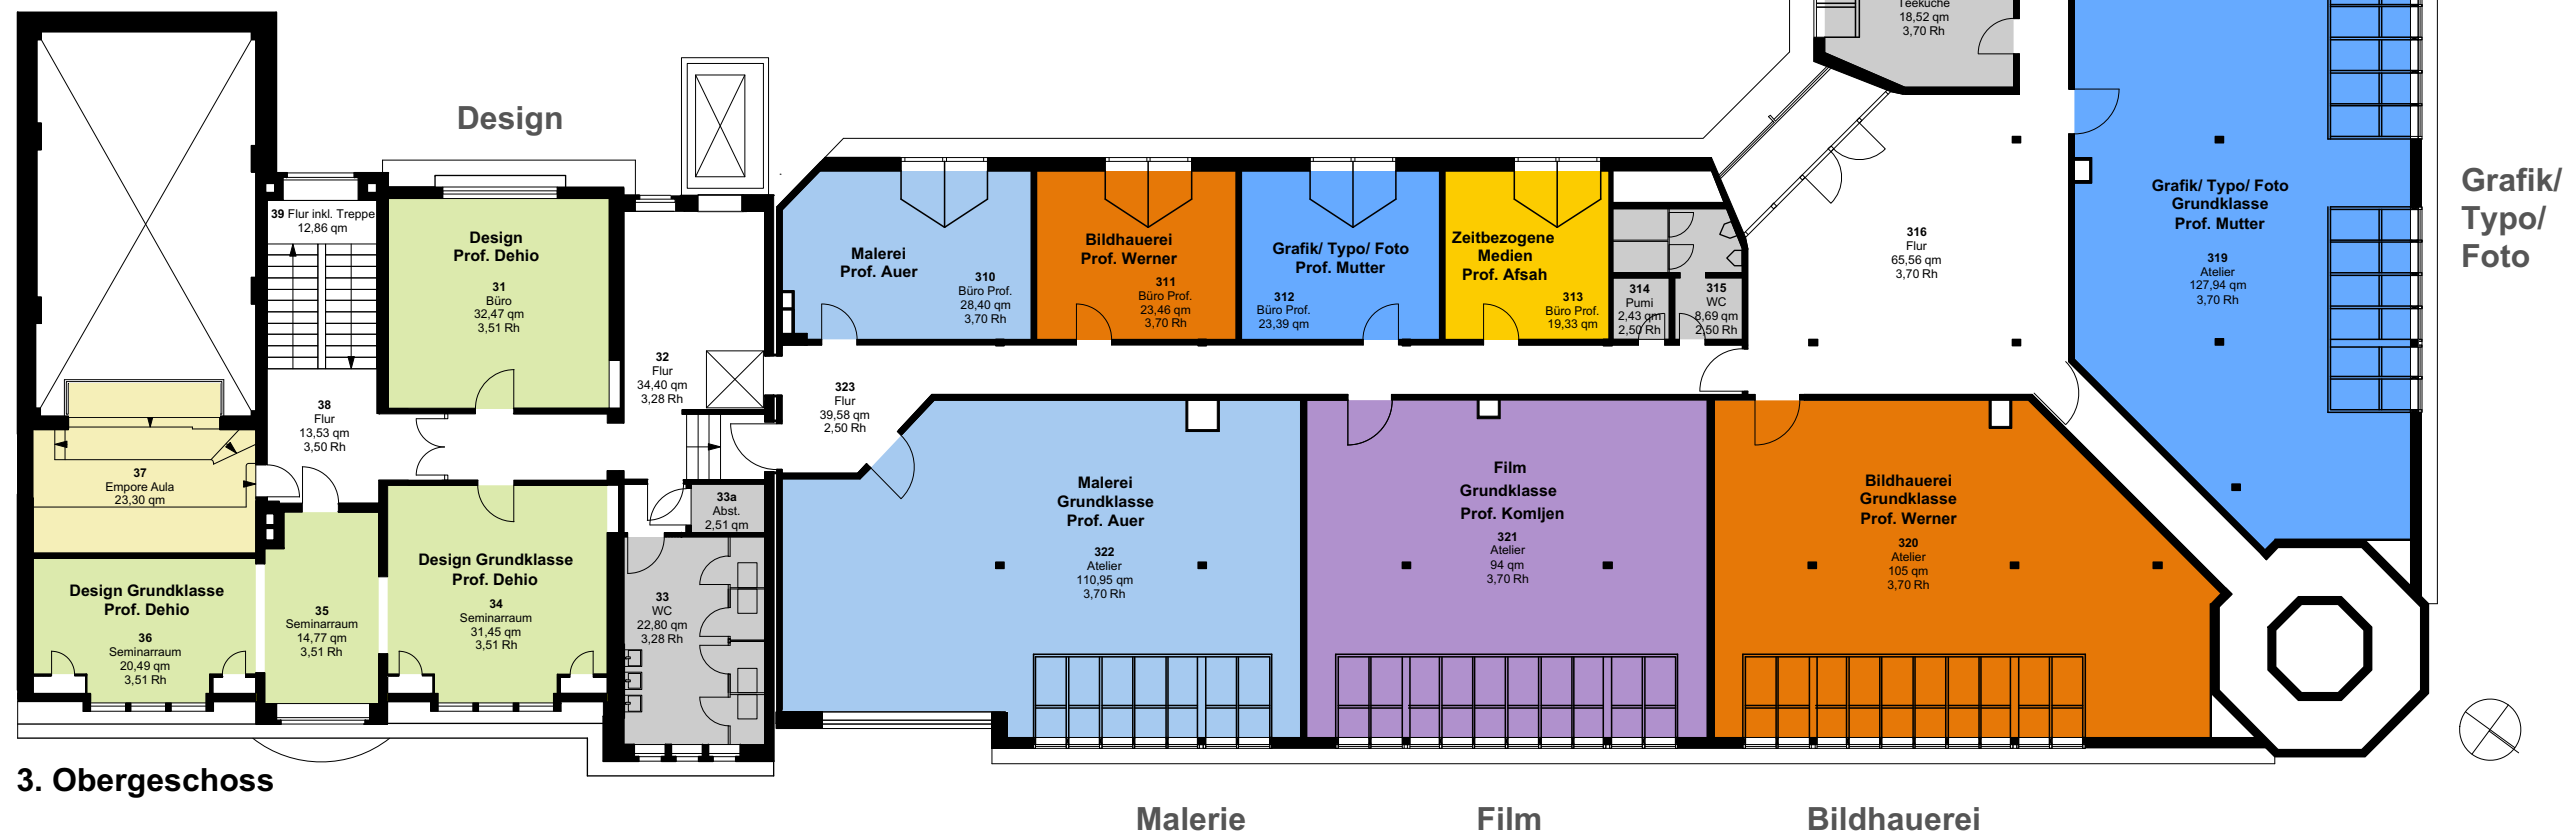 Teeküche
18,52 qm
3,70 Rh
Design
39 Flur inkl. Treppe
12,86 qm
Design
Prof. Dehio
31
Büro
32,47 qm
3,51 Rh
32
Flur
34,40 qm
3,28 Rh
38
Flur
13,53 qm
3,50 Rh
37
Empore Aula
23,30 qm
Design Grundklasse
Prof. Dehio
36
Seminarraum
20,49 qm
3,51 Rh
35
Seminarraum
14,77 qm
3,51 Rh
Design Grundklasse
Prof. Dehio
34
Seminarraum
31,45 qm
3,51 Rh
33a
Abst.
2,51 qm
33
WC
22,80 qm
3,28 Rh
Malerei
Prof. Auer
310
Büro Prof.
28,40 qm
3,70 Rh
Bildhauerei
Prof. Werner
311
Büro Prof.
23,46 qm
3,70 Rh
Grafik/ Typo/ Foto
Prof. Mutter
312
Büro Prof.
23,39 qm
Zeitbezogene
Medien
Prof. Afsah
313
Büro Prof.
19,33 qm
314
Pumi
2,43 qm
2,50 Rh
315
WC
8,69 qm
2,50 Rh
316
Flur
65,56 qm
3,70 Rh
Grafik/ Typo/ Foto
Grundklasse
Prof. Mutter
319
Atelier
127,94 qm
3,70 Rh
Grafik/
Typo/
Foto
323
Flur
39,58 qm
2,50 Rh
Malerei
Grundklasse
Prof. Auer
322
Atelier
110,95 qm
3,70 Rh
Film
Grundklasse
Prof. Komljen
321
Atelier
94 qm
3,70 Rh
Bildhauerei
Grundklasse
Prof. Werner
320
Atelier
105 qm
3,70 Rh
3. Obergeschoss
Malerie
Film
Bildhauerei